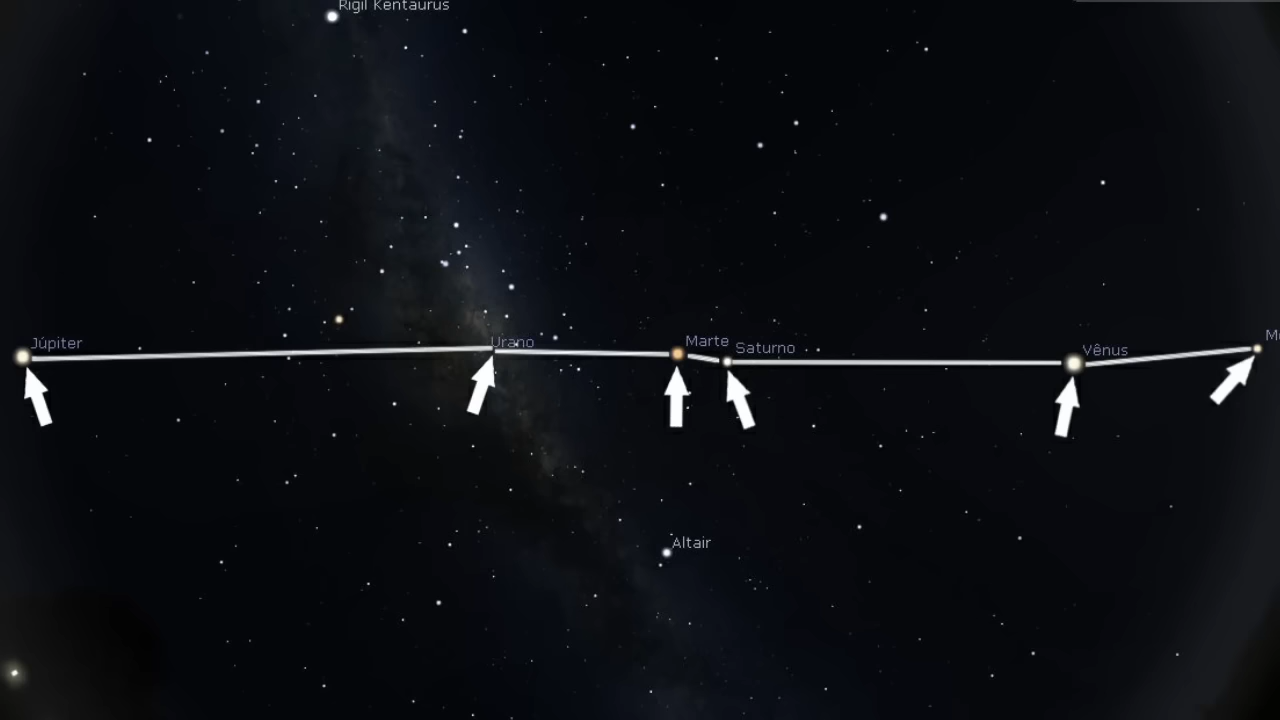 Rigil Kentaurus
Júpiter
Urano
Marte
Saturno
Vênus
Altair